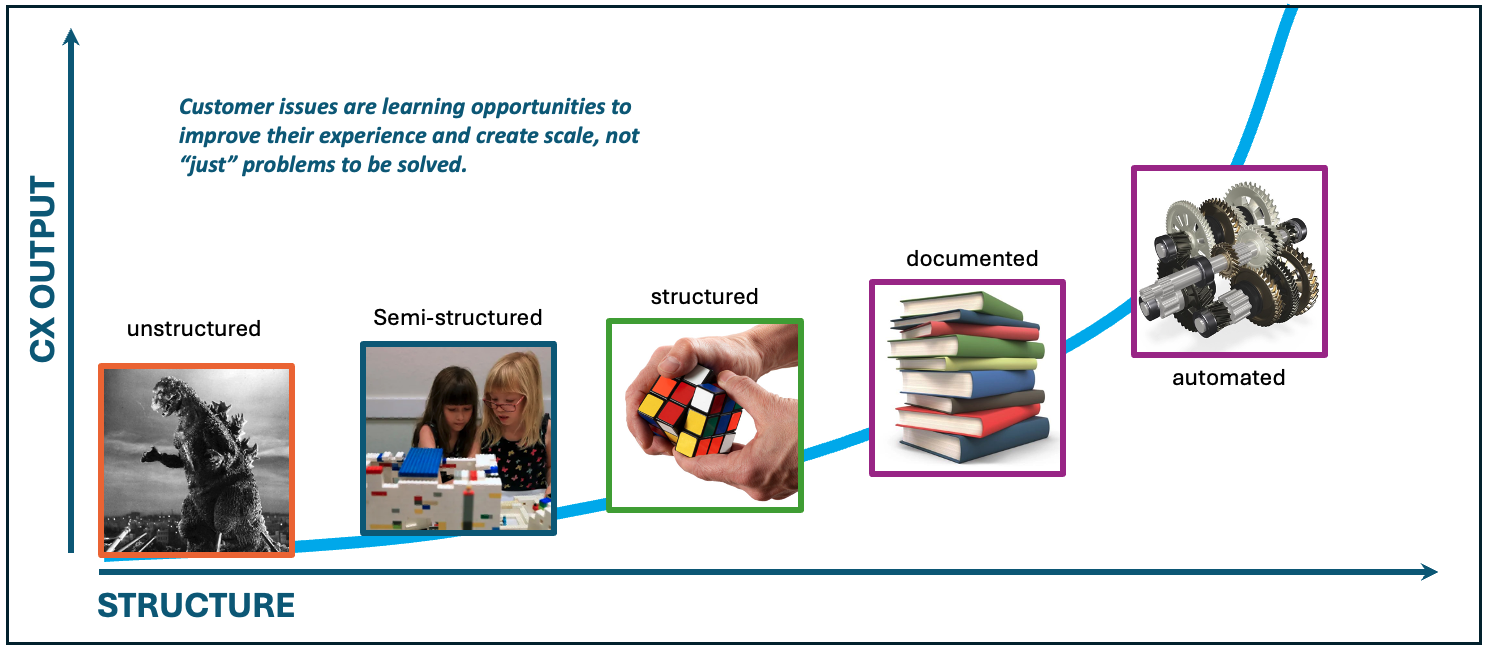 Customer issues are learning opportunities to
improve their experience and create scale, not
“just” problems to be solved.
CX OUTPUT
unstructured
Semi-structured
structured
documented
automated
STRUCTURE